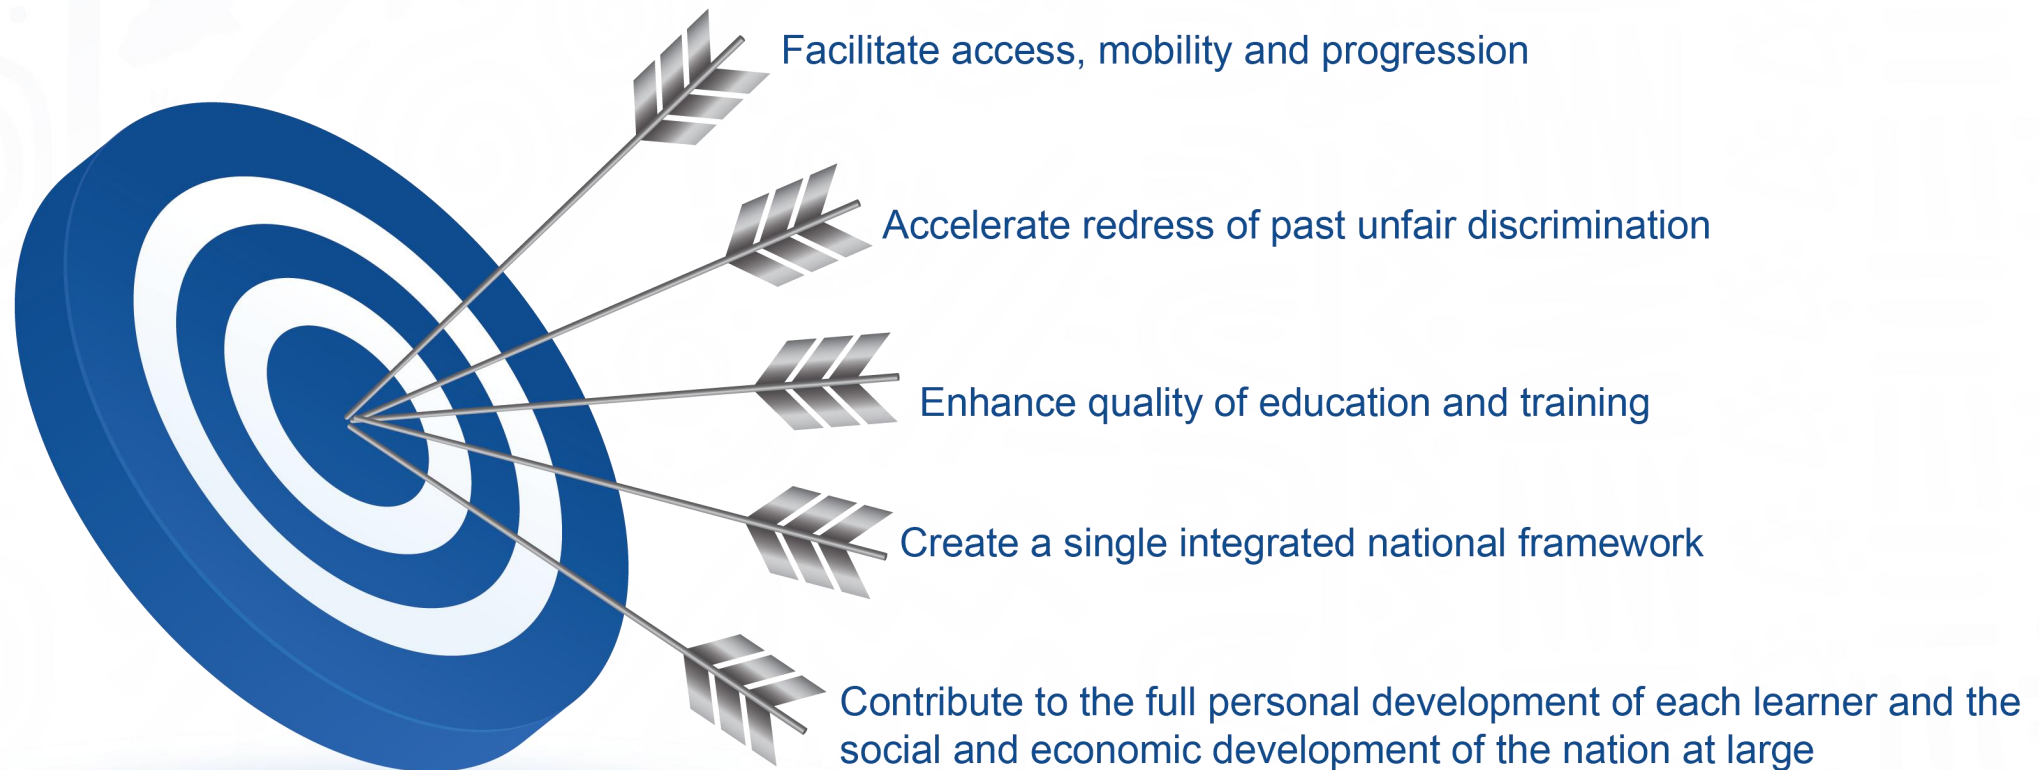 Facilitate access, mobility and progression
Accelerate redress of past unfair discrimination
Enhance quality of education and training
Create a single integrated national framework
Contribute to the full personal development of each learner and the
social and economic development of the nation at large